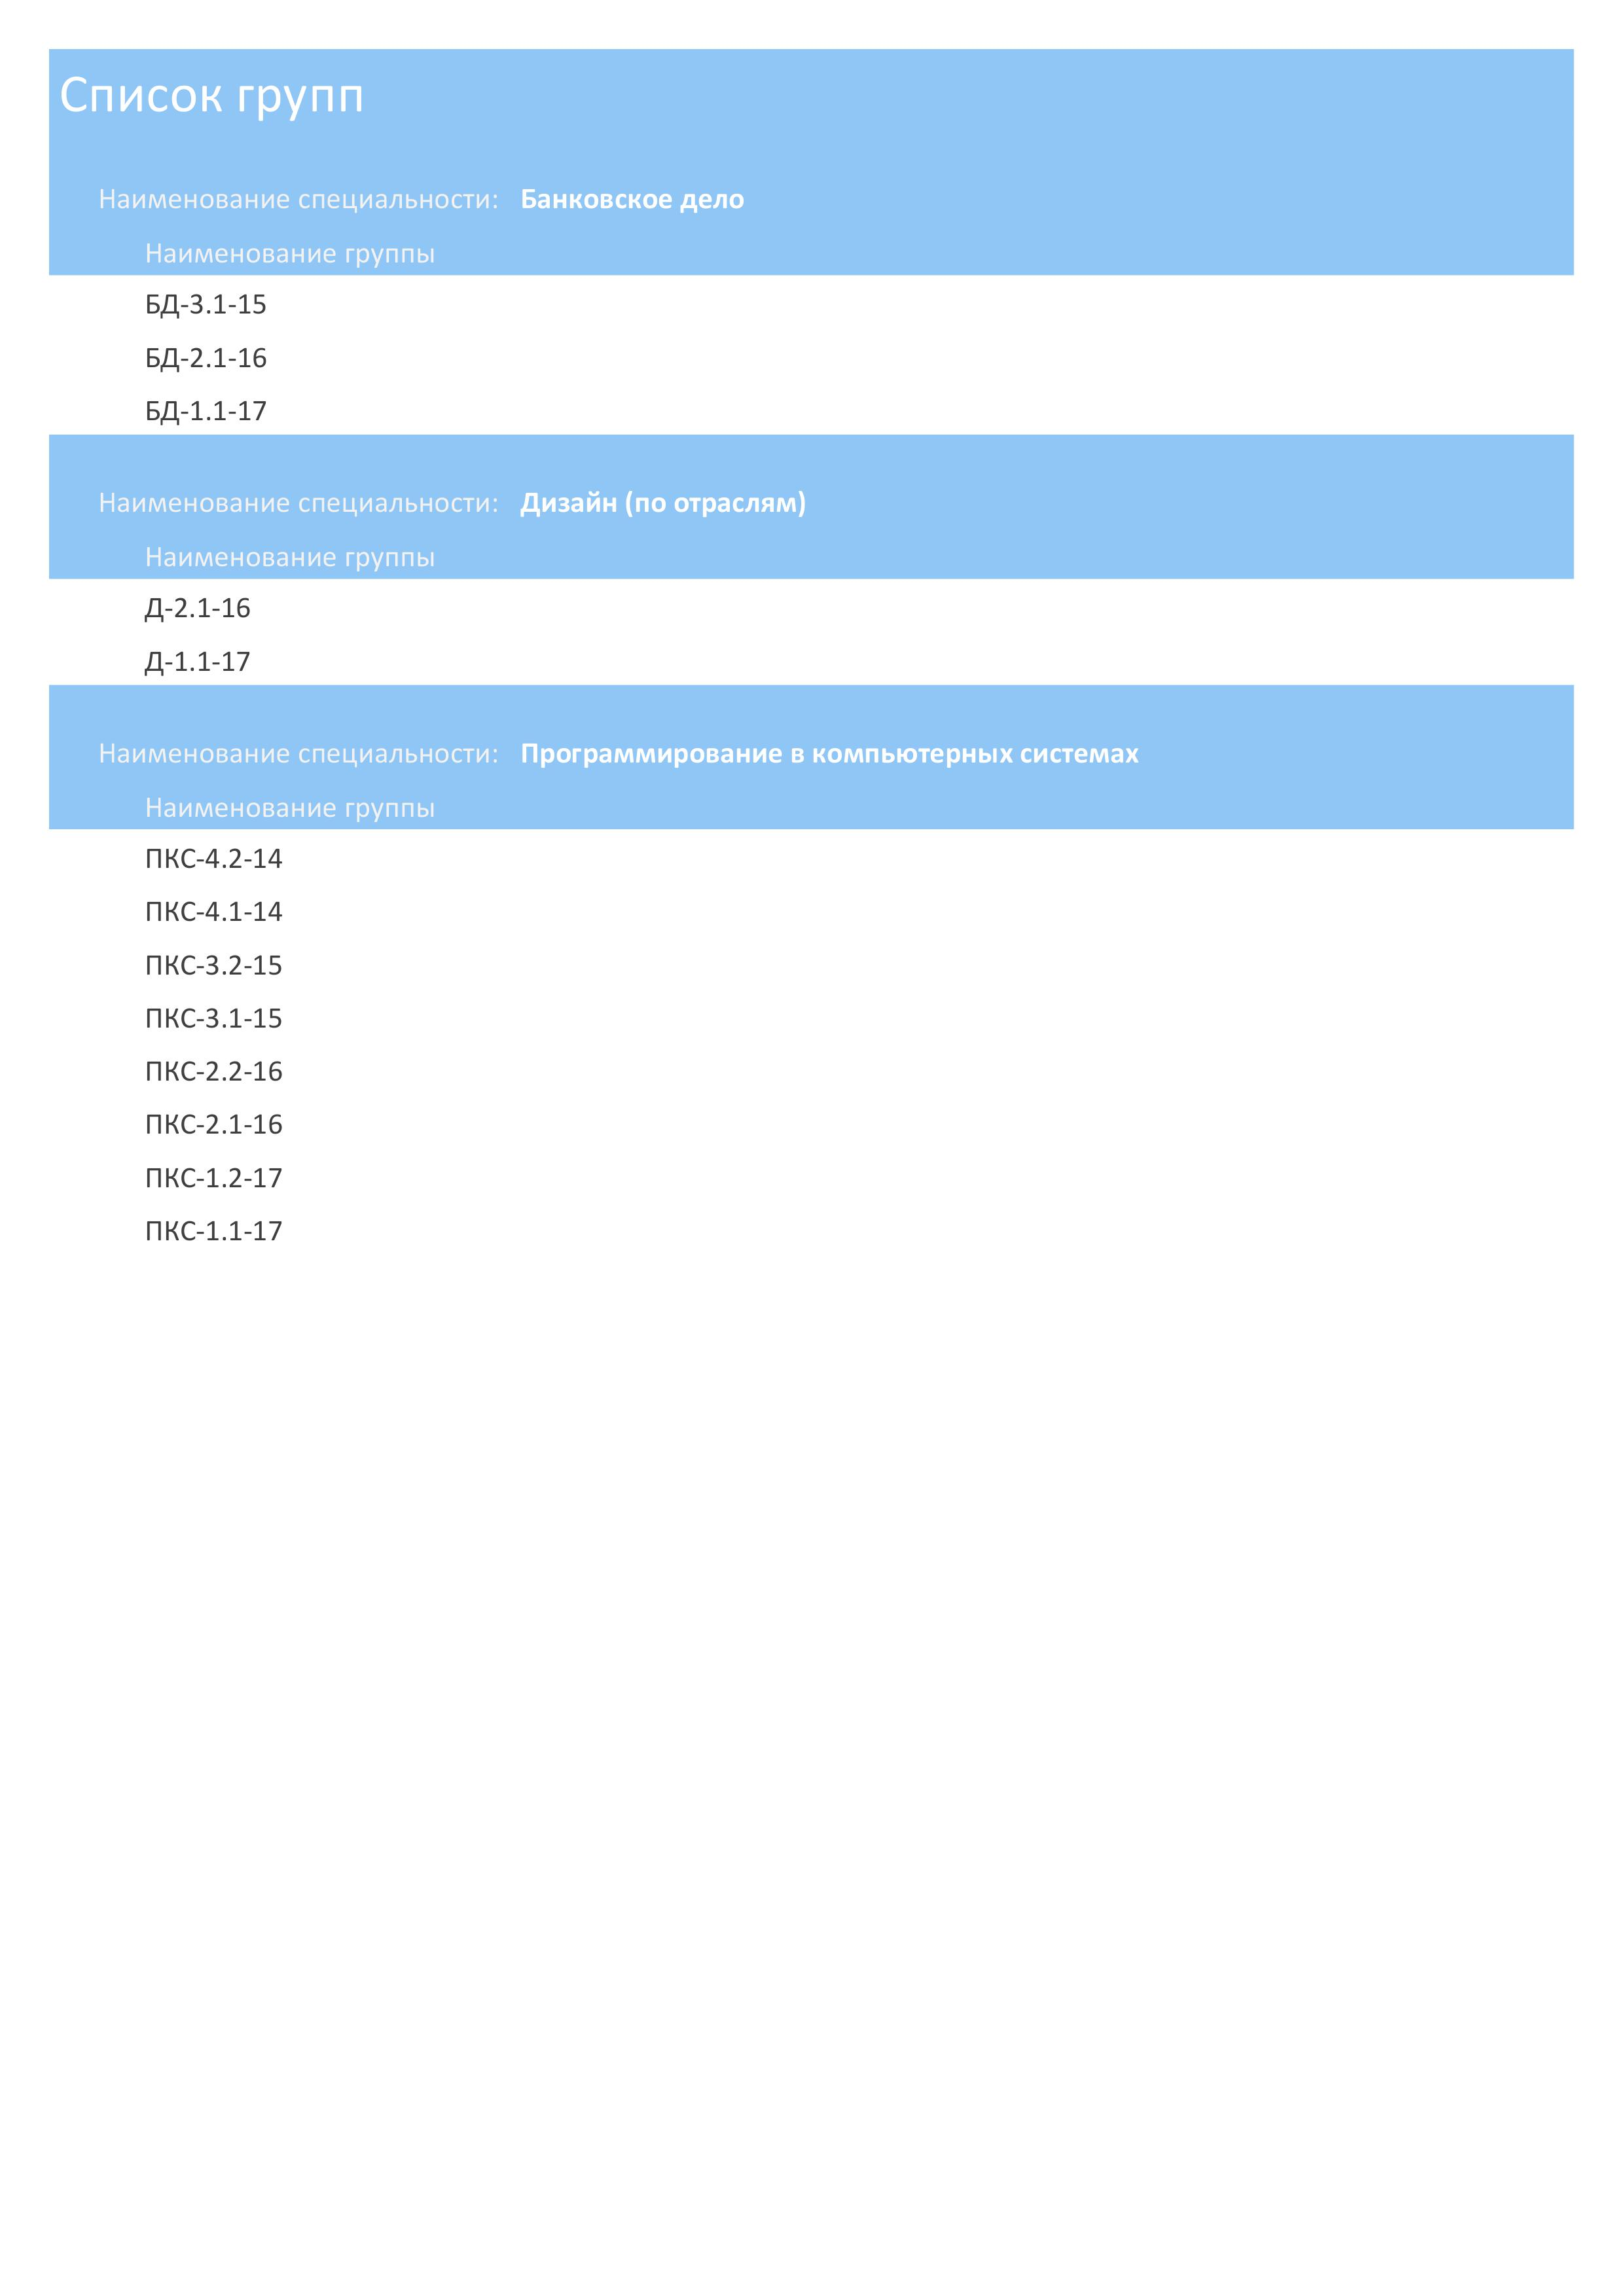 Список групп
Наименование специальности: Банковское дело
Наименование группы
БД-3.1-15
БД-2.1-16
БД-1.1-17
Наименование специальности: Дизайн (по отраслям)
Наименование группы
Д-2.1-16
Д-1.1-17
Наименование специальности: Программирование в компьютерных системах
Наименование группы
ПКС-4.2-14
ПКС-4.1-14
ПКС-3.2-15
ПКС-3.1-15
ПКС-2.2-16
ПКС-2.1-16
ПКС-1.2-17
ПКС-1.1-17